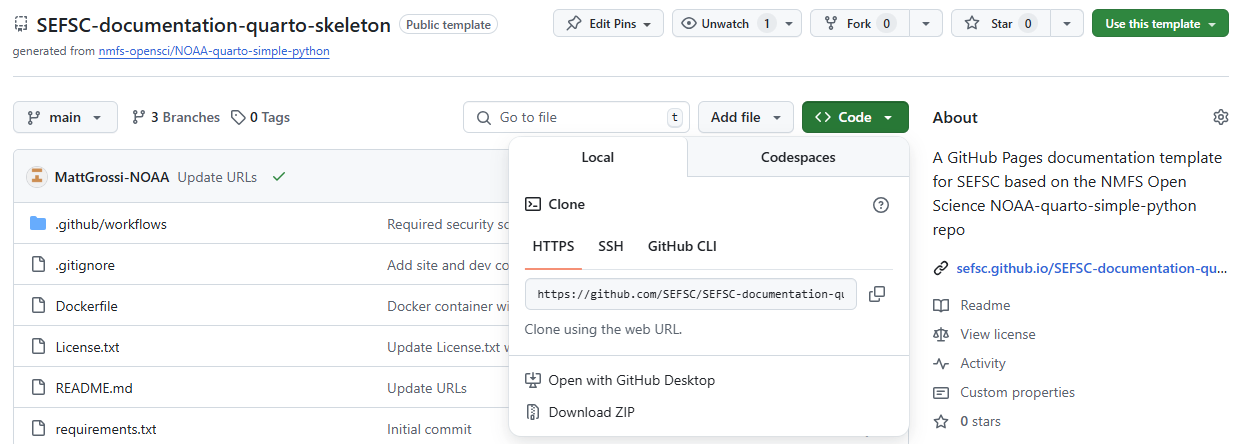 SEFSC-documentation-quarto-skeleton Public template Edit Pins Unwatch 1 Fork 0 Star 0 Use this template
generated from nmfs-opensci/NOAA-quarto-simple-python
main 3 Branches 0 Tags Go to file t Add file Code
MattGrossi-NOAA Update URLs
.github/workflows Required security sc
.gitignore Add site and dev co
Dockerfile Docker container wi
License.txt Update License.txt w
README.md Update URLs
requirements.txt Initial commit
Local Codespaces
Clone
HTTPS SSH GitHub CLI
https://github.com/SEFSC/SEFSC-documentation-qu
Clone using the web URL.
Open with GitHub Desktop
Download ZIP
About
A GitHub Pages documentation template
for SEFSC based on the NMFS Open
Science NOAA-quarto-simple-python
repo
sefsc.github.io/SEFSC-documentation-qu...
Readme
View license
Activity
Custom properties
0 stars